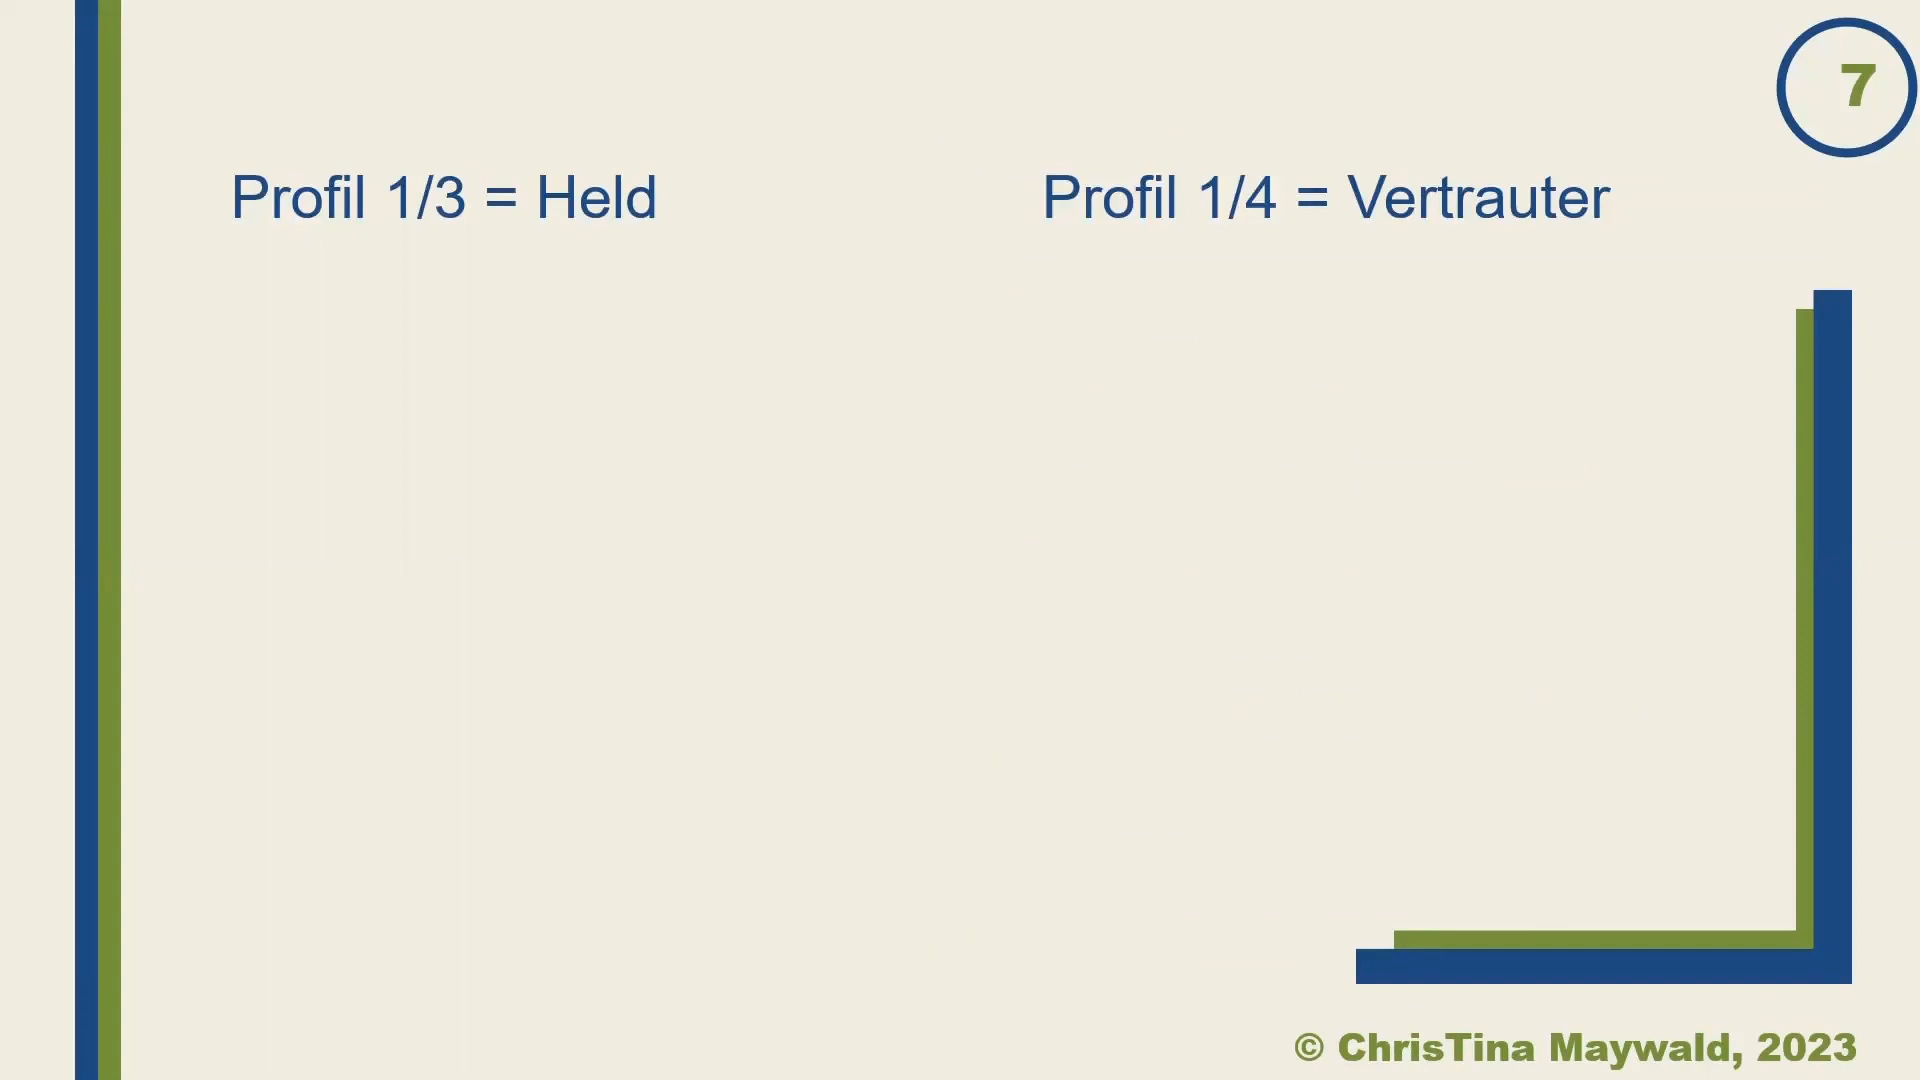 7
Profil 1/3 = Held
Profil 1/4 = Vertrauter
© ChrisTina Maywald, 2023